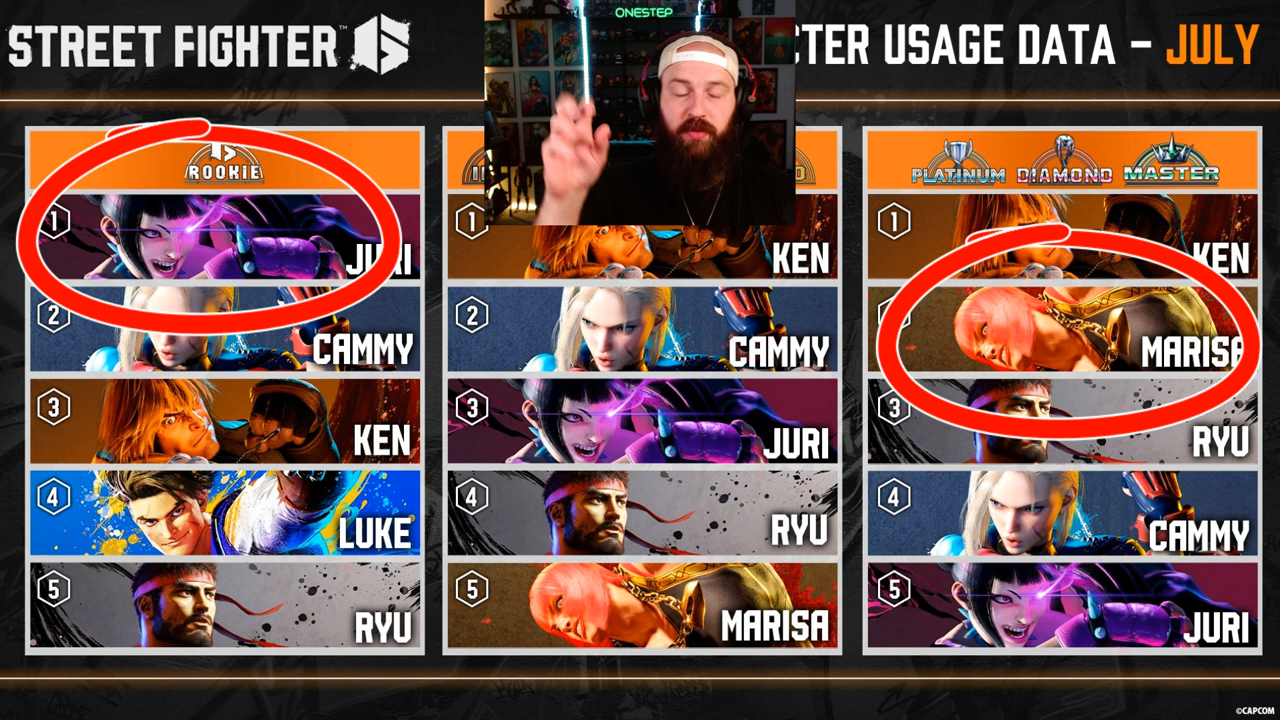 STREET FIGHTER™ 6
ONESTEP
CTER USAGE DATA – JULY
ROOKIE
1
JURI
2
CAMMY
3
KEN
4
LUKE
5
RYU
1
KEN
2
CAMMY
3
JURI
4
RYU
5
MARISA
PLATINUM DIAMOND MASTER
1
KEN
MARISA
3
RYU
4
CAMMY
5
JURI
©CAPCOM